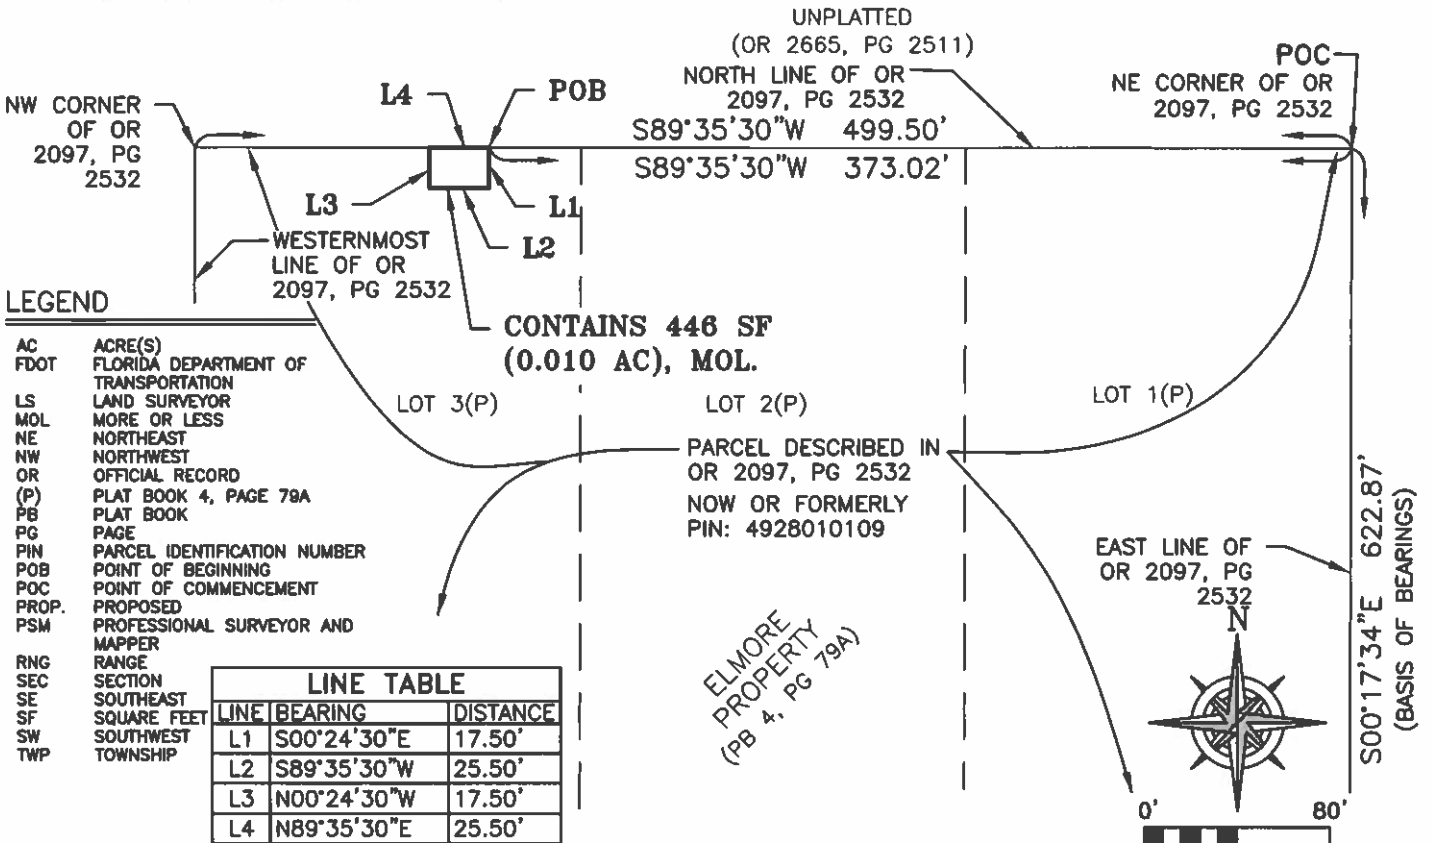 UNPLATTED
(OR 2665, PG 2511)
NORTH LINE OF OR
2097, PG 2532
S89°35'30"W 499.50'
S89°35'30"W 373.02'
POC
NE CORNER OF OR
2097, PG 2532
NW CORNER
OF OR
2097, PG
2532
L4
POB
L3
L1
L2
WESTERNMOST
LINE OF OR
2097, PG 2532
CONTAINS 446 SF
(0.010 AC), MOL.
LOT 3(P)
LOT 2(P)
LOT 1(P)
PARCEL DESCRIBED IN
OR 2097, PG 2532
NOW OR FORMERLY
PIN: 4928010109
EAST LINE OF
OR 2097, PG
2532
S00°17'34"E 622.87'
(BASIS OF BEARINGS)
ELMORE
PROPERTY
(PB 4, PG 79A)
N
0' 80'
LEGEND
AC ACRE(S)
FDOT FLORIDA DEPARTMENT OF
TRANSPORTATION
LS LAND SURVEYOR
MOL MORE OR LESS
NE NORTHEAST
NW NORTHWEST
OR OFFICIAL RECORD
(P) PLAT BOOK 4, PAGE 79A
PB PLAT BOOK
PG PAGE
PIN PARCEL IDENTIFICATION NUMBER
POB POINT OF BEGINNING
POC POINT OF COMMENCEMENT
PROP. PROPOSED
PSM PROFESSIONAL SURVEYOR AND
MAPPER
RNG RANGE
SEC SECTION
SE SOUTHEAST
SF SQUARE FEET
SW SOUTHWEST
TWP TOWNSHIP
LINE TABLE
LINE BEARING DISTANCE
L1 S00°24'30"E 17.50'
L2 S89°35'30"W 25.50'
L3 N00°24'30"W 17.50'
L4 N89°35'30"E 25.50'